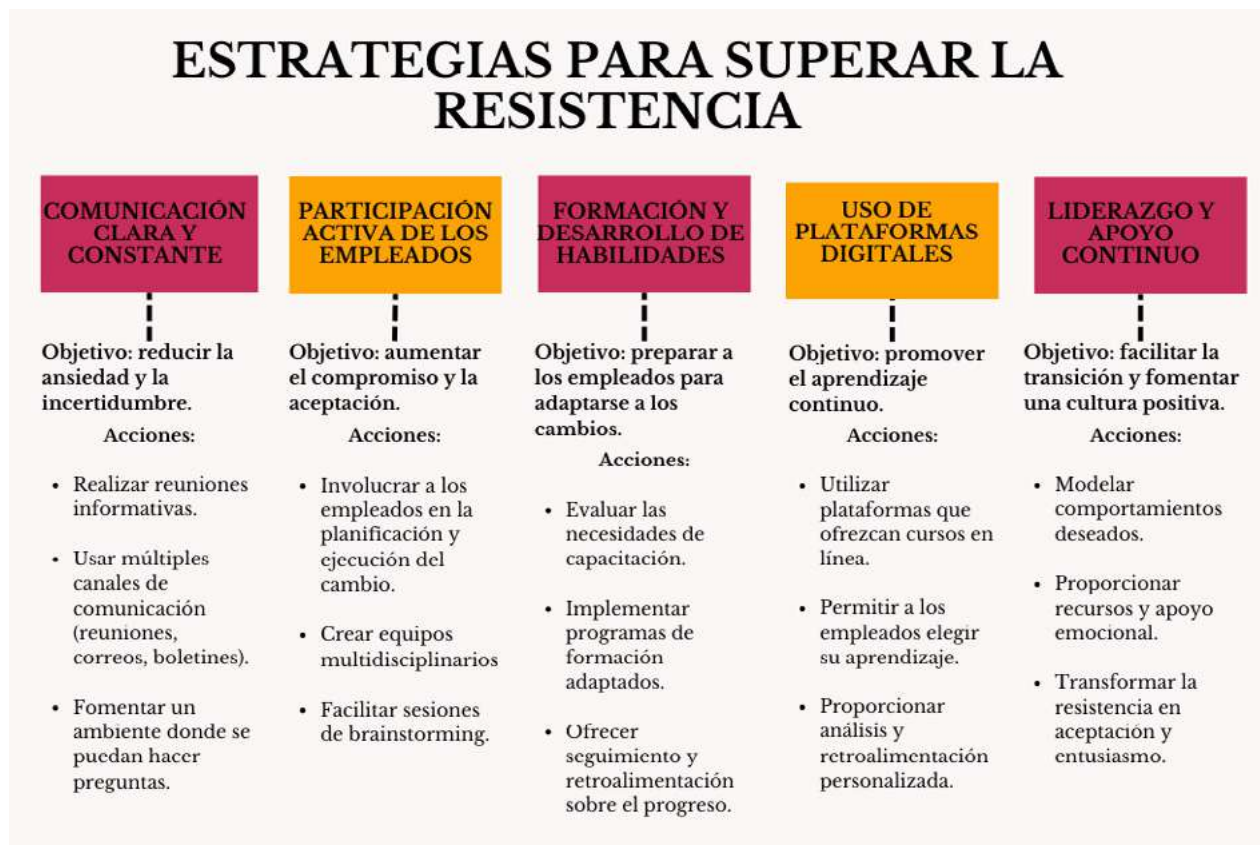 ESTRATEGIAS PARA SUPERAR LA
RESISTENCIA
COMUNICACIÓN
CLARA Y
CONSTANTE
Objetivo: reducir la
ansiedad y la
incertidumbre.
Acciones:
• Realizar reuniones
informativas.
• Usar múltiples
canales de
comunicación
(reuniones,
correos, boletines).
• Fomentar un
ambiente donde se
puedan hacer
preguntas.
PARTICIPACIÓN
ACTIVA DE LOS
EMPLEADOS
Objetivo: aumentar
el compromiso y la
aceptación.
Acciones:
• Involucrar a los
empleados en la
planificación y
ejecución del
cambio.
• Crear equipos
multidisciplinarios
• Facilitar sesiones
de brainstorming.
FORMACIÓN Y
DESARROLLO DE
HABILIDADES
Objetivo: preparar a
los empleados para
adaptarse a los
cambios.
Acciones:
• Evaluar las
necesidades de
capacitación.
• Implementar
programas de
formación
adaptados.
• Ofrecer
seguimiento y
retroalimentación
sobre el progreso.
USO DE
PLATAFORMAS
DIGITALES
Objetivo: promover
el aprendizaje
continuo.
Acciones:
• Utilizar
plataformas que
ofrezcan cursos en
línea.
• Permitir a los
empleados elegir
su aprendizaje.
• Proporcionar
análisis y
retroalimentación
personalizada.
LIDERAZGO Y
APOYO
CONTINUO
Objetivo: facilitar la
transición y fomentar
una cultura positiva.
Acciones:
• Modelar
comportamientos
deseados.
• Proporcionar
recursos y apoyo
emocional.
• Transformar la
resistencia en
aceptación y
entusiasmo.